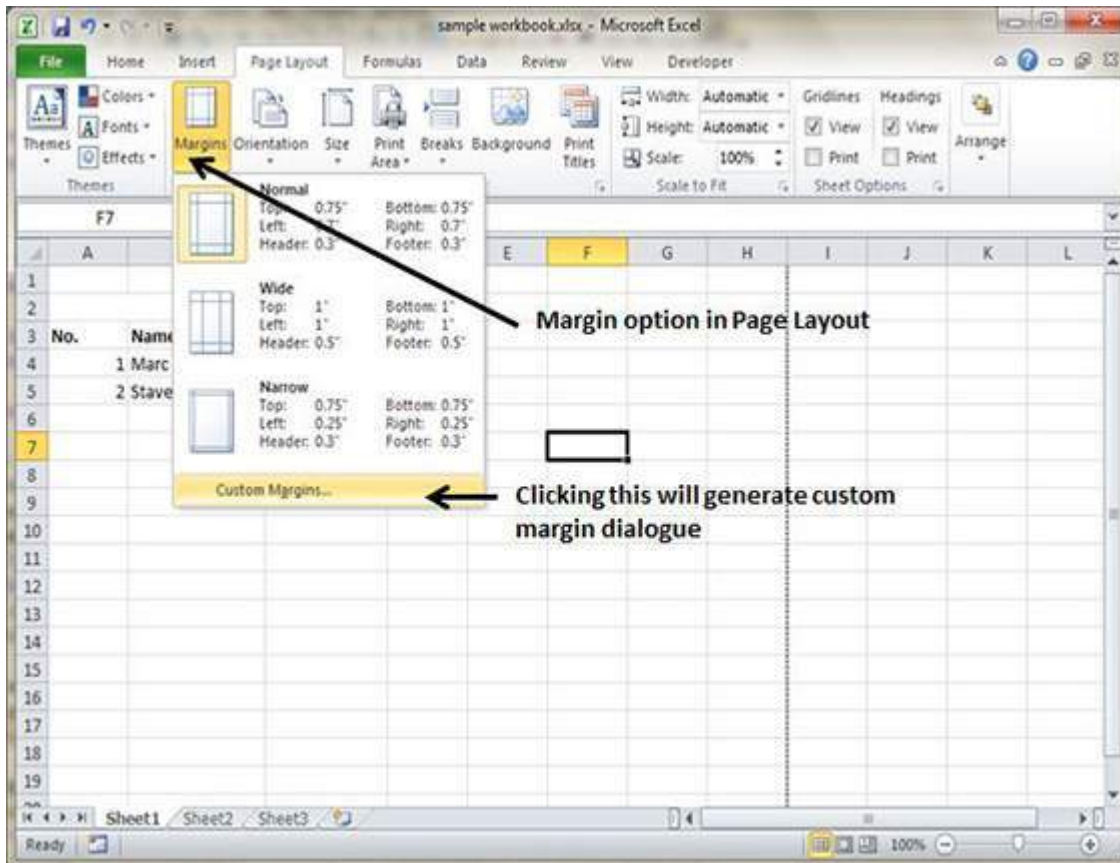 sample workbook.xlsx - Microsoft Excel
File Home Insert Page Layout Formulas Data Review View Developer
Themes Colors Fonts Effects Margins Orientation Size Print Area Breaks Background Print Titles Width: Automatic Height: Automatic Scale: 100% Gridlines View Print Headings View Print Arrange
Themes Scale to Fit Sheet Options
F7
Normal
Top: 0.75" Bottom: 0.75"
Left: Right: 0.7"
Header: 0.3" Footer: 0.3"
Wide
Top: 1" Bottom: 1"
Left: 1" Right: 1"
Header: 0.5" Footer: 0.5"
Narrow
Top: 0.75" Bottom: 0.75"
Left: 0.25" Right: 0.25"
Header: 0.3" Footer: 0.3"
Custom Margins...
A E F G H I J K L
1
2
3 No. Name
4 1 Marc
5 2 Stave
6
7
8
9
10
11
12
13
14
15
16
17
18
19
Margin option in Page Layout
Clicking this will generate custom
margin dialogue
Sheet1 Sheet2 Sheet3
Ready 100%